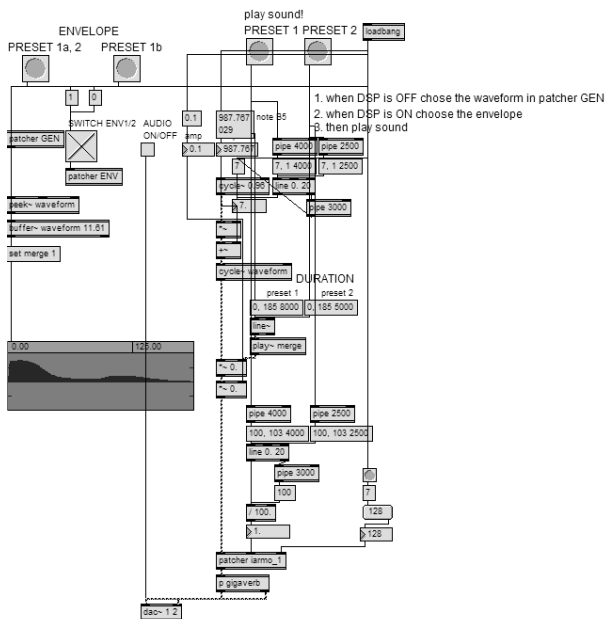 play sound!
ENVELOPE
PRESET 1a, 2 PRESET 1b
PRESET 1 PRESET 2
loadbang
1 0
1. when DSP is OFF chose the waveform in patcher GEN
2. when DSP is ON choose the envelope
3. then play sound
SWITCH ENV1/2
AUDIO
ON/OFF
0.1
amp
0.1
987.767
029
note 85
987.767
patcher GEN
patcher ENV
pipe 4000 pipe 2500
7
7, 1 4000 7, 1 2500
cycle~ 0.96 line 0. 20
7.
pipe 3000
peek~ waveform
buffer~ waveform 11.61
set merge 1
*~
+~
cycle~ waveform
DURATION
preset 1 preset 2
0, 185 8000 0, 185 5000
line~
play~ merge
0.00 125.00
*~ 0.
*~ 0.
pipe 4000 pipe 2500
100, 103 4000 100, 103 2500
line 0. 20
pipe 3000
100
7
/ 100.
128
1.
128
patcher iarmo_1
p gigaverb
dac~ 1 2